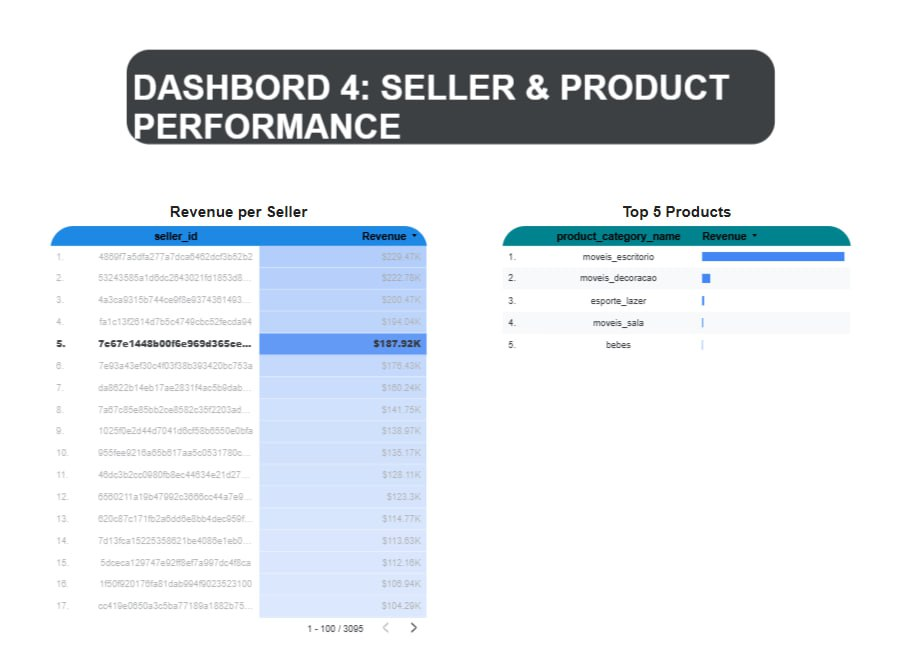 DASHBORD 4: SELLER & PRODUCT
PERFORMANCE
Revenue per Seller
seller_id Revenue
1. 4869f7a5dfa277a7dca6462dcf3b52b2 $229.47K
2. 53243585a1d6dc2643021fd1853d8... $222.78K
3. 4a3ca9315b744ce9f8e9374361493... $200.47K
4. fa1c13f2614d7b5c4749cbc52fecda94 $194.04K
5. 7c67e1448b00f6e969d365ce... $187.92K
6. 7e93a43ef30c4f03f38b393420bc753a $176.43K
7. da8622b14eb17ae2831f4ac5b9dab... $160.24K
8. 7a67c85e85bb2ce8582c35f2203ad... $141.75K
9. 1025f0e2d44d7041d6cf58b6550e0bfa $138.97K
10. 955fee9216a65b617aa5c0531780c... $135.17K
11. 46dc3b2cc0980fb8ec44634e21d27... $128.11K
12. 6560211a19b47992c3666cc44a7e9... $123.3K
13. 620c87c171fb2a6dd6e8bb4dec959f... $114.77K
14. 7d13fca15225358621be4086e1eb0... $113.63K
15. 5dceca129747e92ff8ef7a997dc4f8ca $112.16K
16. 1f50f920176fa81dab994f9023523100 $106.94K
17. cc419e0650a3c5ba77189a1882b75... $104.29K
1 - 100 / 3095
Top 5 Products
product_category_name Revenue
1. moveis_escritorio
2. moveis_decoracao
3. esporte_lazer
4. moveis_sala
5. bebes